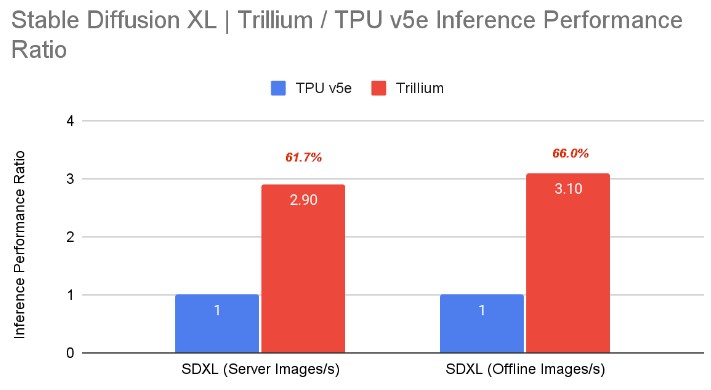 Stable Diffusion XL | Trillium / TPU v5e Inference Performance
Ratio
TPU v5e
Trillium
Inference Performance Ratio
4
3
2
1
0
61.7%
66.0%
2.90
3.10
1
1
SDXL (Server Images/s)
SDXL (Offline Images/s)